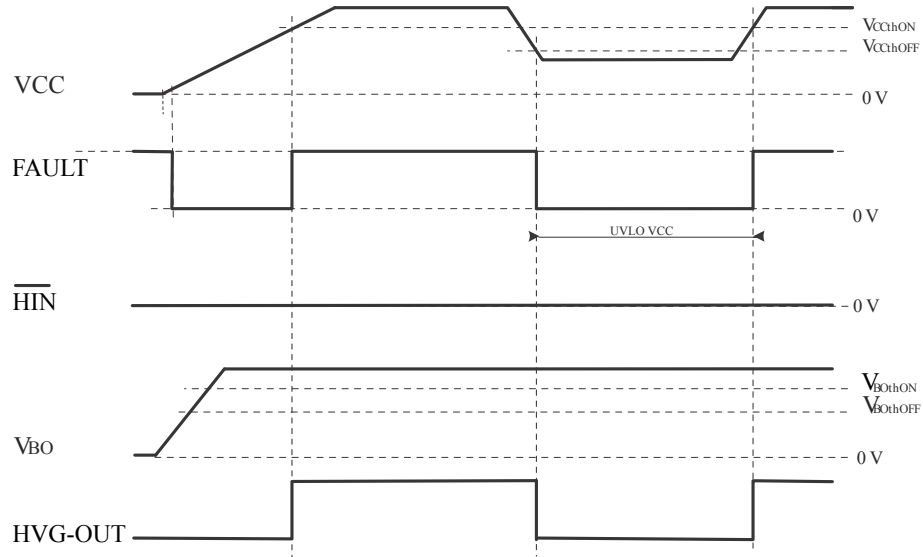 VCCthON
VCCthOFF
VCC
0 V
FAULT
0 V
UVLO VCC
HIN
0 V
VBOthON
VBOthOFF
VBO
0 V
HVG-OUT